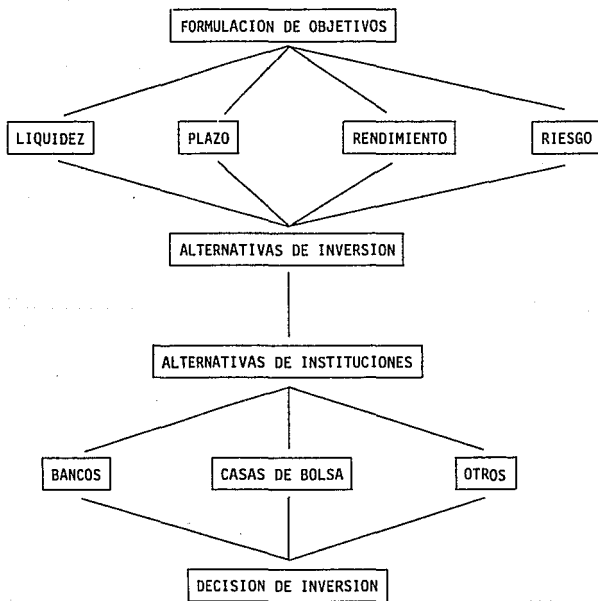 FORMULACION DE OBJETIVOS
LIQUIDEZ PLAZO RENDIMIENTO RIESGO
ALTERNATIVAS DE INVERSION
ALTERNATIVAS DE INSTITUCIONES
BANCOS CASAS DE BOLSA OTROS
DECISION DE INVERSION